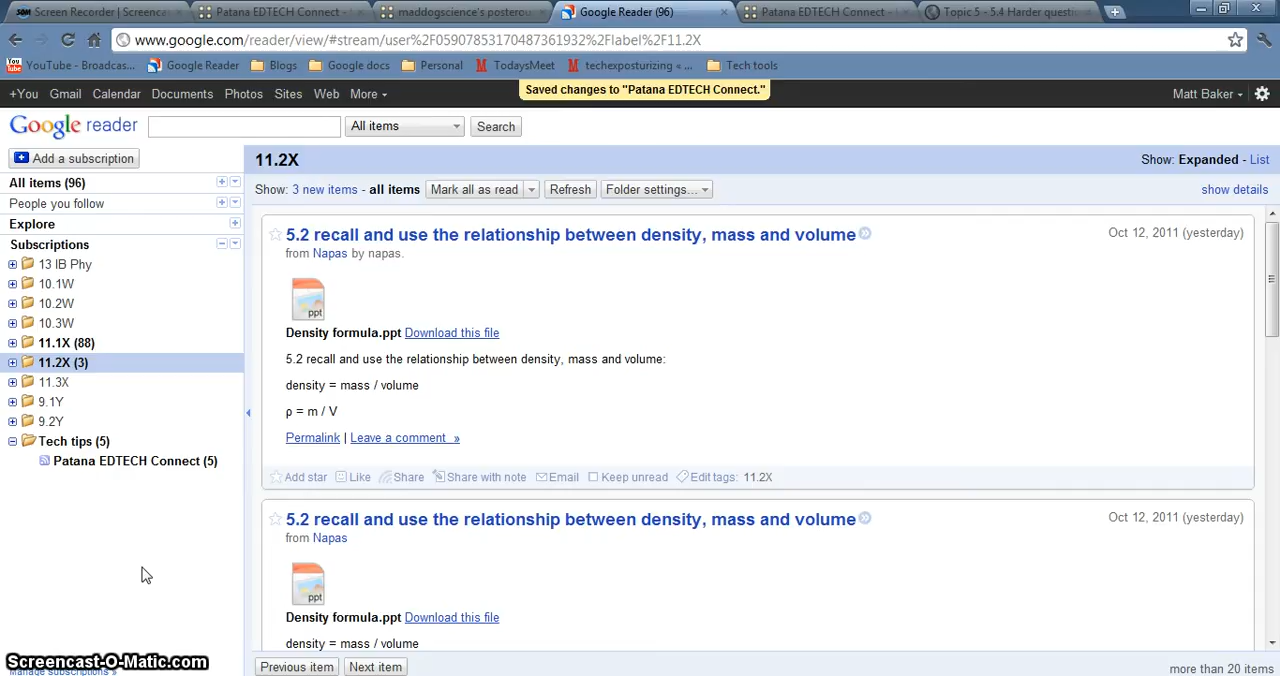 Screen Recorder | Screenca
Patana EDTECH Connect -
maddogscience's posterou
Google Reader (96)
Patana EDTECH Connect -
Topic 5 - 5.4 Harder questi
www.google.com/reader/view/#stream/user%2F05907853170487361932%2Flabel%2F11.2X
YouTube - Broadcas... Google Reader Blogs Google docs Personal TodaysMeet techexposturizing «... Tech tools
+You Gmail Calendar Documents Photos Sites Web More
Saved changes to "Patana EDTECH Connect."
Matt Baker
Google reader
All items
Search
Add a subscription
11.2X
Show: Expanded - List
All items (96)
Show: 3 new items - all items Mark all as read Refresh Folder settings... show details
People you follow
Explore
Subscriptions
13 IB Phy
10.1W
10.2W
10.3W
11.1X (88)
11.2X (3)
11.3X
9.1Y
9.2Y
Tech tips (5)
Patana EDTECH Connect (5)
5.2 recall and use the relationship between density, mass and volume
Oct 12, 2011 (yesterday)
from Napas by napas.
ppt
Density formula.ppt Download this file
5.2 recall and use the relationship between density, mass and volume:
density = mass / volume
ρ = m / V
Permalink | Leave a comment »
Add star Like Share Share with note Email Keep unread Edit tags: 11.2X
5.2 recall and use the relationship between density, mass and volume
Oct 12, 2011 (yesterday)
from Napas
ppt
Density formula.ppt Download this file
density = mass / volume
Screencast-O-Matic.com
Manage subscriptions »
Previous item Next item
more than 20 items